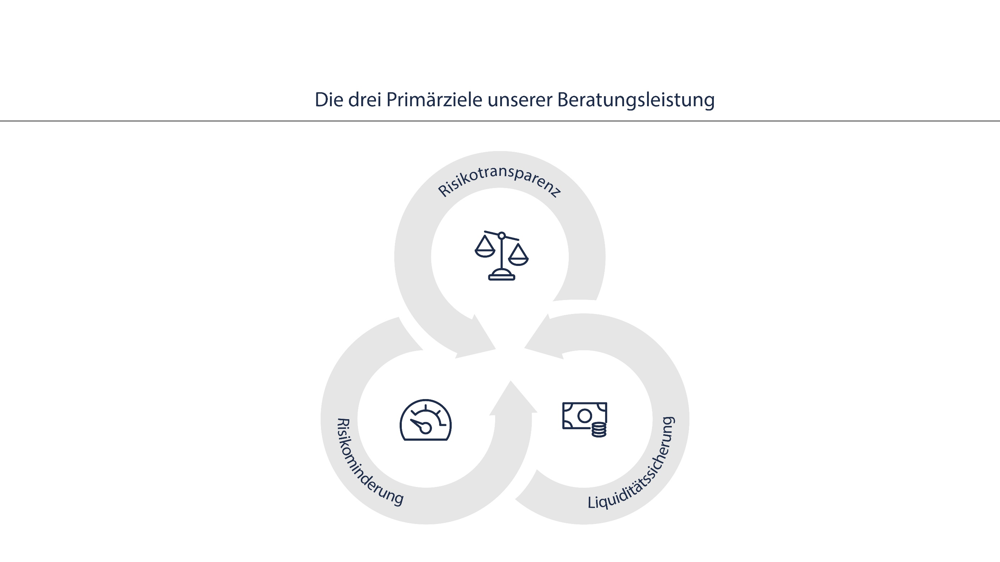 Die drei Primärziele unserer Beratungsleistung
Risikotransparenz
Risikominderung
Liquiditätssicherung